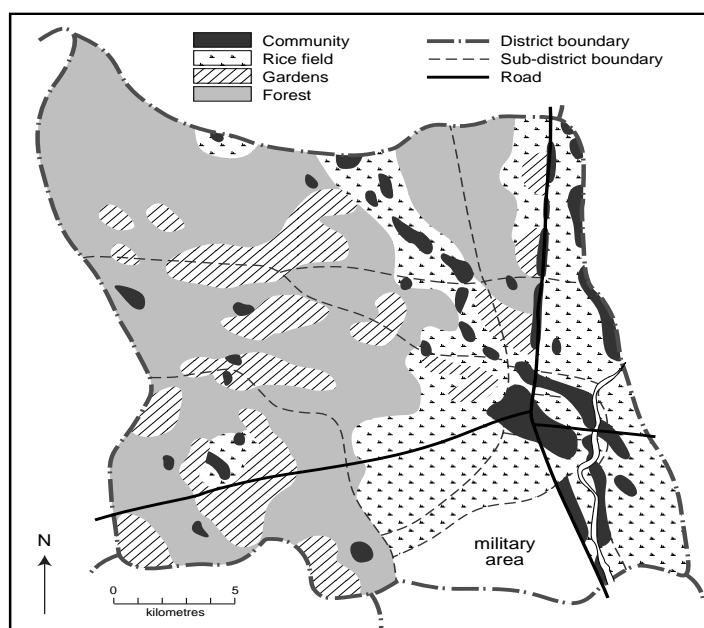 Community
Rice field
Gardens
Forest
District boundary
Sub-district boundary
Road
military
area
N
0 5
kilometres